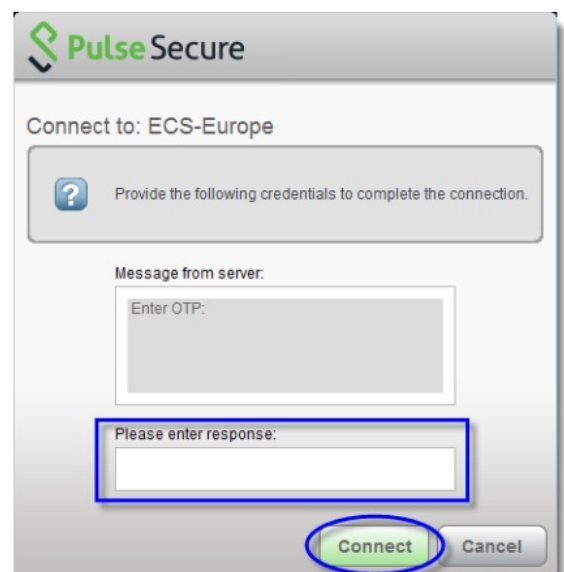 Pulse Secure
Connect to: ECS-Europe
Provide the following credentials to complete the connection.
Message from server:
Enter OTP:
Please enter response:
Connect
Cancel